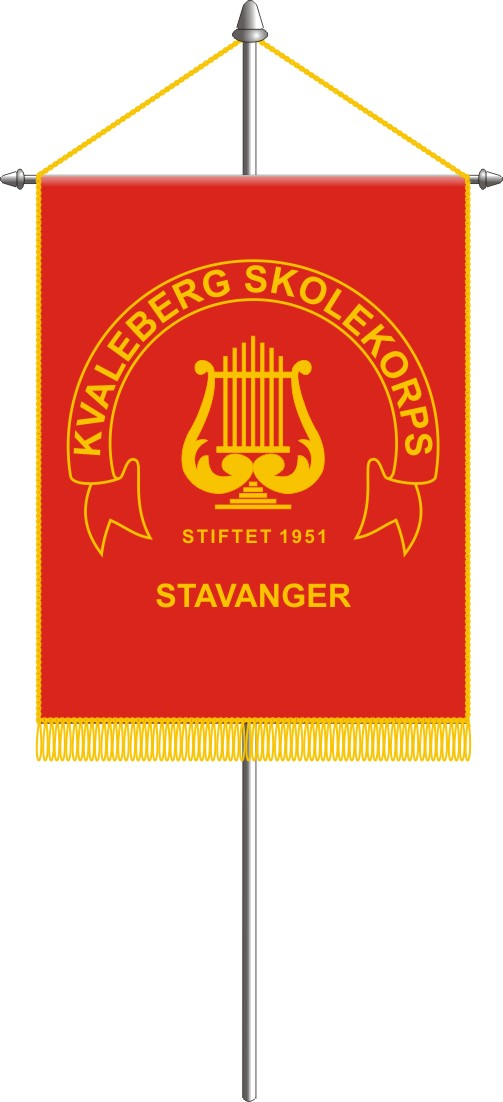 KVALEBERG SKOLEKORPS
STIFTET 1951
STAVANGER